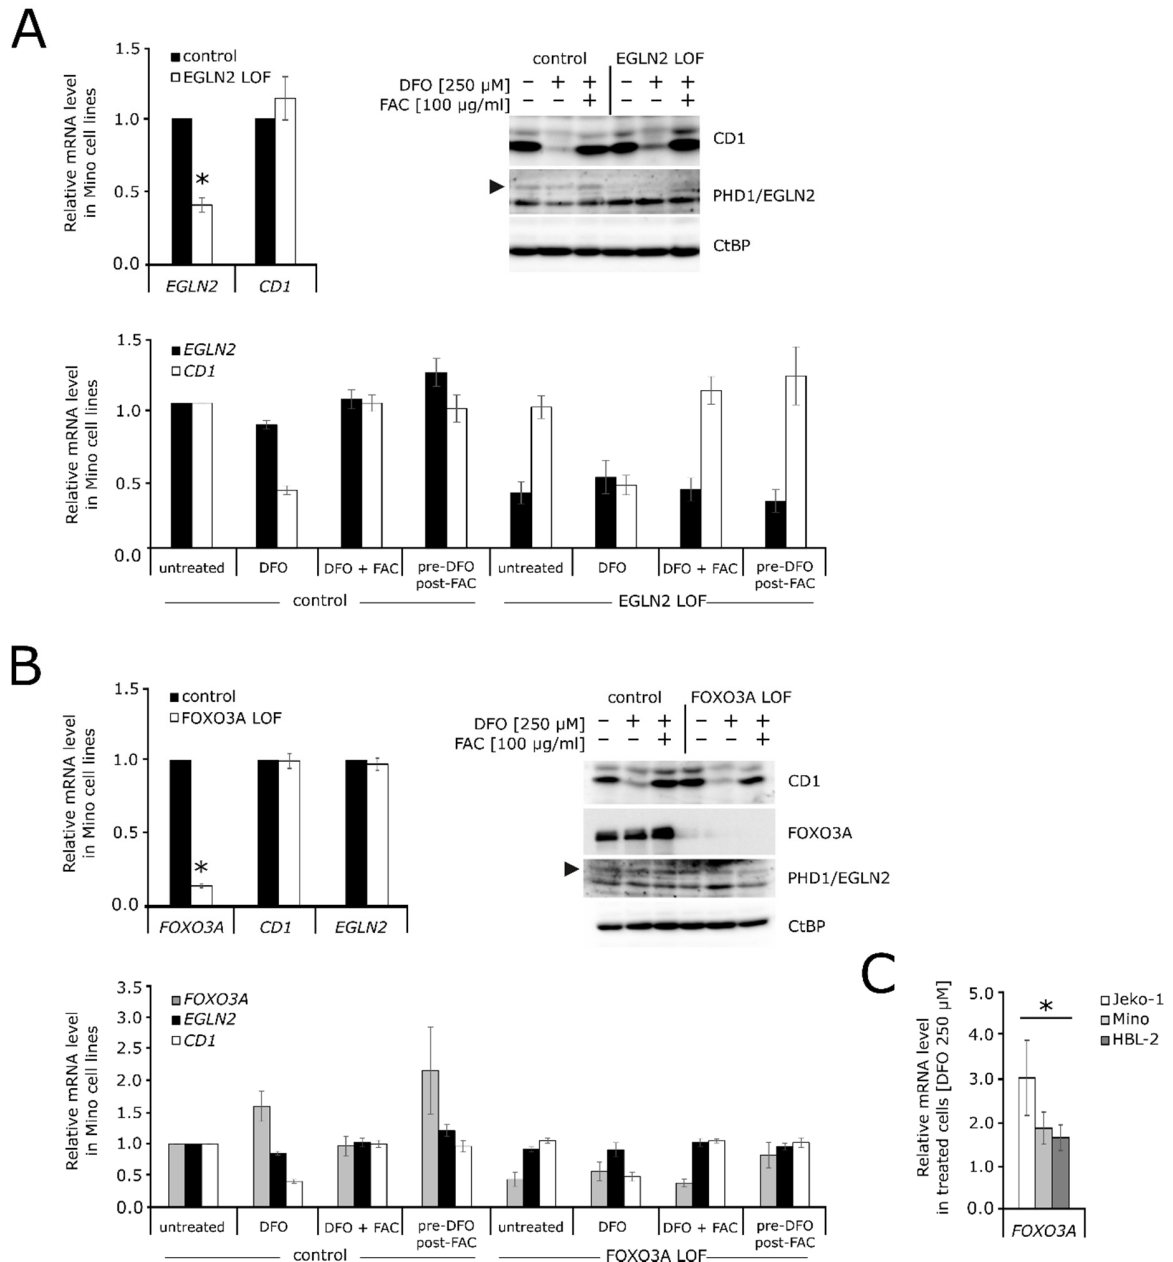 A
Relative mRNA level
in Mino cell lines
1.5
1.0
0.5
0.0
control
EGLN2 LOF
*
EGLN2 CD1
control EGLN2 LOF
DFO [250 µM] − + + − + +
FAC [100 µg/ml] − − + − − +
CD1
PHD1/EGLN2
CtBP
Relative mRNA level
in Mino cell lines
1.5
1.0
0.5
0.0
EGLN2
CD1
untreated DFO DFO + FAC pre-DFO post-FAC untreated DFO DFO + FAC pre-DFO post-FAC
control EGLN2 LOF
B
Relative mRNA level
in Mino cell lines
1.5
1.0
0.5
0.0
control
FOXO3A LOF
*
FOXO3A CD1 EGLN2
control FOXO3A LOF
DFO [250 µM] − + + − + +
FAC [100 µg/ml] − − + − − +
CD1
FOXO3A
PHD1/EGLN2
CtBP
Relative mRNA level
in Mino cell lines
3.5
3.0
2.5
2.0
1.5
1.0
0.5
0.0
FOXO3A
EGLN2
CD1
untreated DFO DFO + FAC pre-DFO post-FAC untreated DFO DFO + FAC pre-DFO post-FAC
control FOXO3A LOF
C
Relative mRNA level
in treated cells [DFO 250 µM]
5.0
4.0
3.0
2.0
1.0
0.0
*
Jeko-1
Mino
HBL-2
FOXO3A